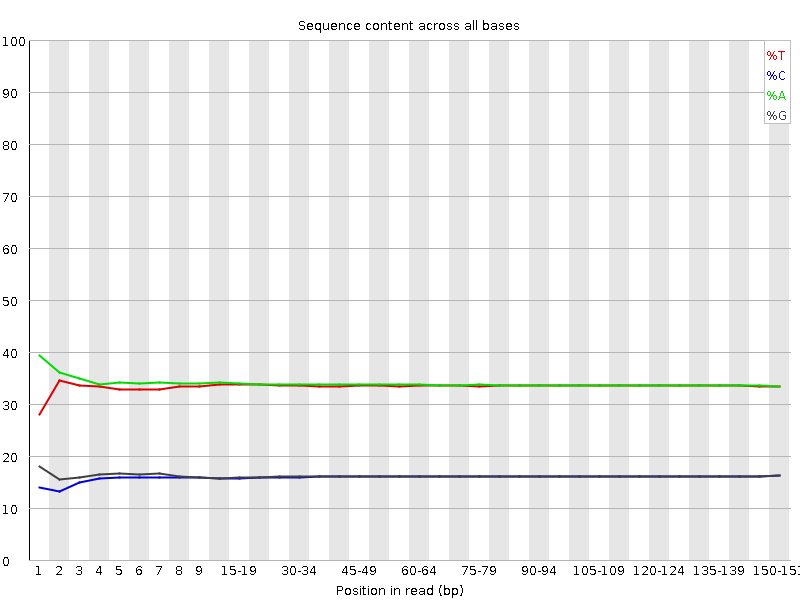 Sequence content across all bases
100
90
80
70
60
50
40
30
20
10
0
%T
%C
%A
%G
1 2 3 4 5 6 7 8 9 15-19 30-34 45-49 60-64 75-79 90-94 105-109 120-124 135-139 150-151
Position in read (bp)